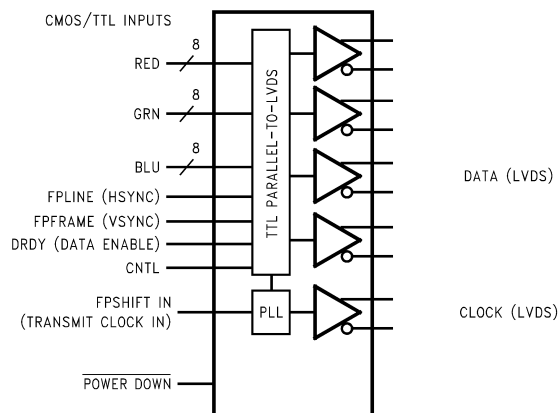 CMOS/TTL INPUTS
RED
8
GRN
8
BLU
8
FPLINE (HSYNC)
FPFRAME (VSYNC)
DRDY (DATA ENABLE)
CNTL
FPSHIFT IN
(TRANSMIT CLOCK IN)
POWER DOWN
TTL PARALLEL-TO-LVDS
PLL
DATA (LVDS)
CLOCK (LVDS)